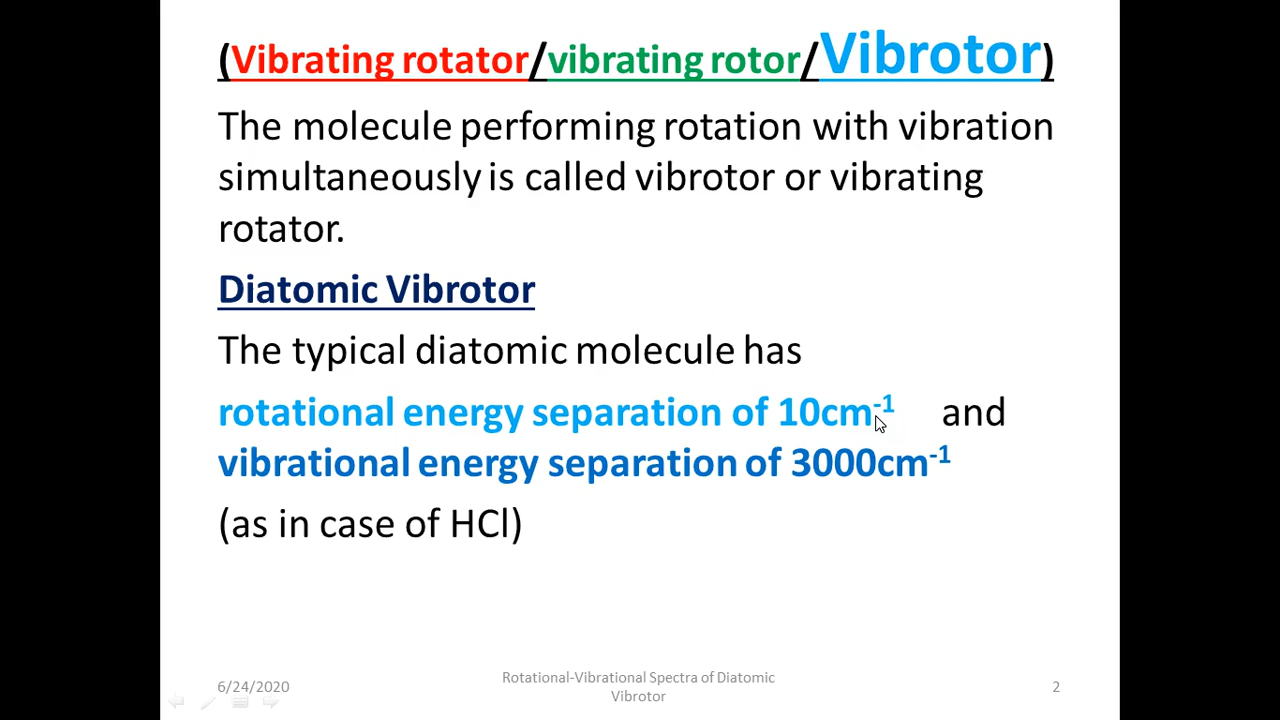 (Vibrating rotator/vibrating rotor/Vibrotor)
The molecule performing rotation with vibration
simultaneously is called vibrotor or vibrating
rotator.
Diatomic Vibrotor
The typical diatomic molecule has
rotational energy separation of 10cm⁻¹ and
vibrational energy separation of 3000cm⁻¹
(as in case of HCl)
6/24/2020
Rotational-Vibrational Spectra of Diatomic
Vibrotor
2